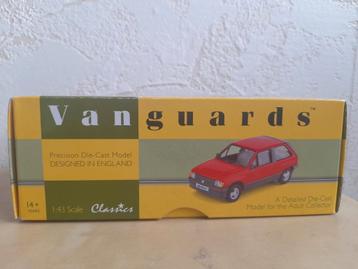 Vanguards™
Precision Die-Cast Model
DESIGNED IN ENGLAND
14+
1:43 Scale
Classics
A Detailed Die-Cast
Model for the Adult Collector